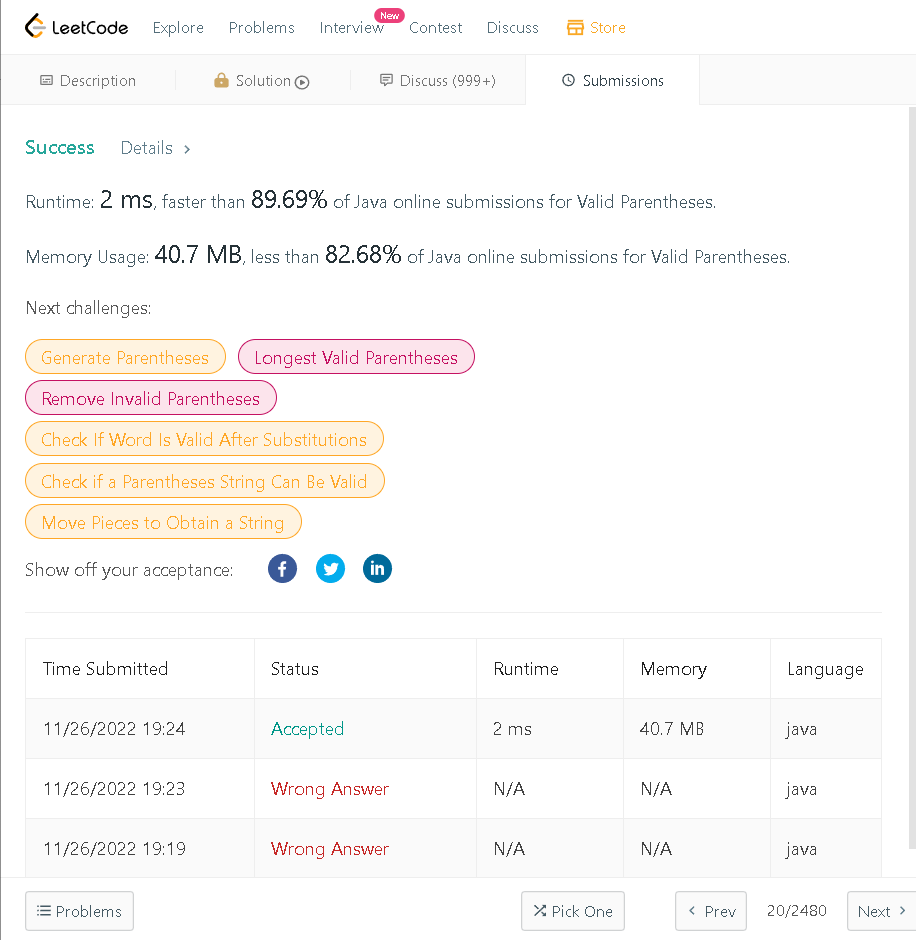 LeetCode Explore Problems Interview New Contest Discuss Store
Description Solution Discuss (999+) Submissions
Success Details >
Runtime: 2 ms, faster than 89.69% of Java online submissions for Valid Parentheses.
Memory Usage: 40.7 MB, less than 82.68% of Java online submissions for Valid Parentheses.
Next challenges:
Generate Parentheses Longest Valid Parentheses
Remove Invalid Parentheses
Check If Word Is Valid After Substitutions
Check if a Parentheses String Can Be Valid
Move Pieces to Obtain a String
Show off your acceptance:
Time Submitted Status Runtime Memory Language
11/26/2022 19:24 Accepted 2 ms 40.7 MB java
11/26/2022 19:23 Wrong Answer N/A N/A java
11/26/2022 19:19 Wrong Answer N/A N/A java
Problems Pick One < Prev 20/2480 Next >